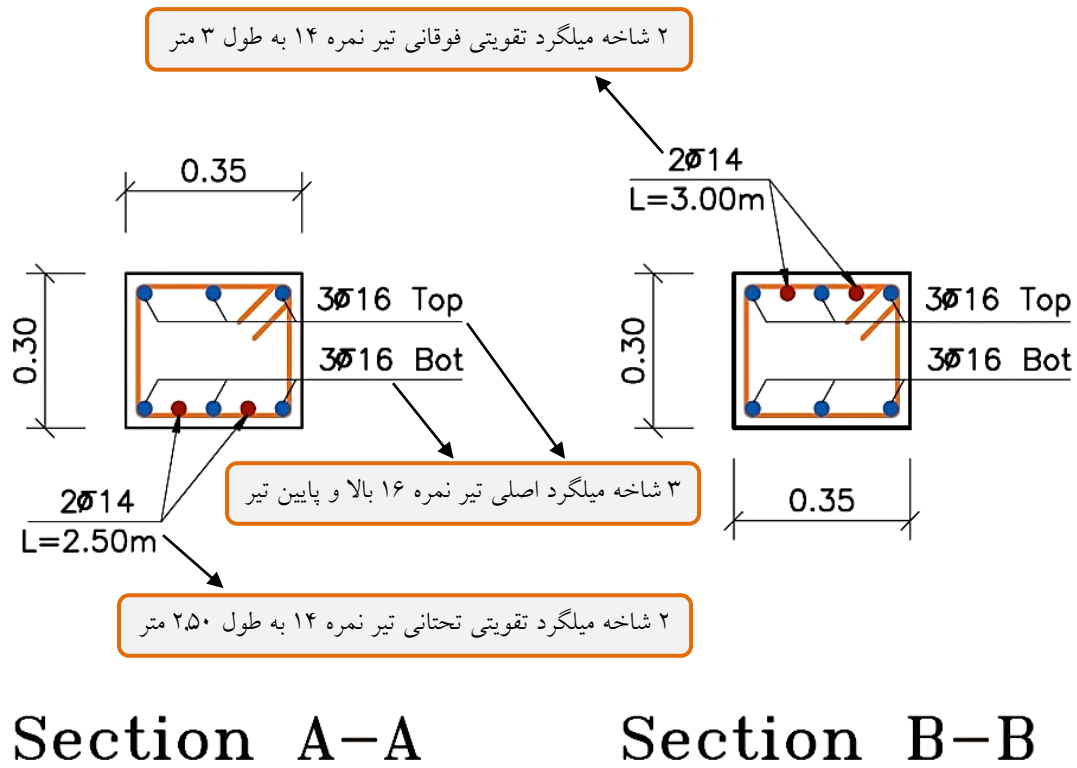 ۲ شاخه میلگرد تقویتی فوقانی تیر نمره ۱۴ به طول ۳ متر
2Ø14
L=3.00m
0.35
0.30
3Ø16 Top
3Ø16 Bot
0.30
3Ø16 Top
3Ø16 Bot
۳ شاخه میلگرد اصلی تیر نمره ۱۶ بالا و پایین تیر
2Ø14
L=2.50m
0.35
۲ شاخه میلگرد تقویتی تحتانی تیر نمره ۱۴ به طول ۲.۵۰ متر
Section A-A
Section B-B